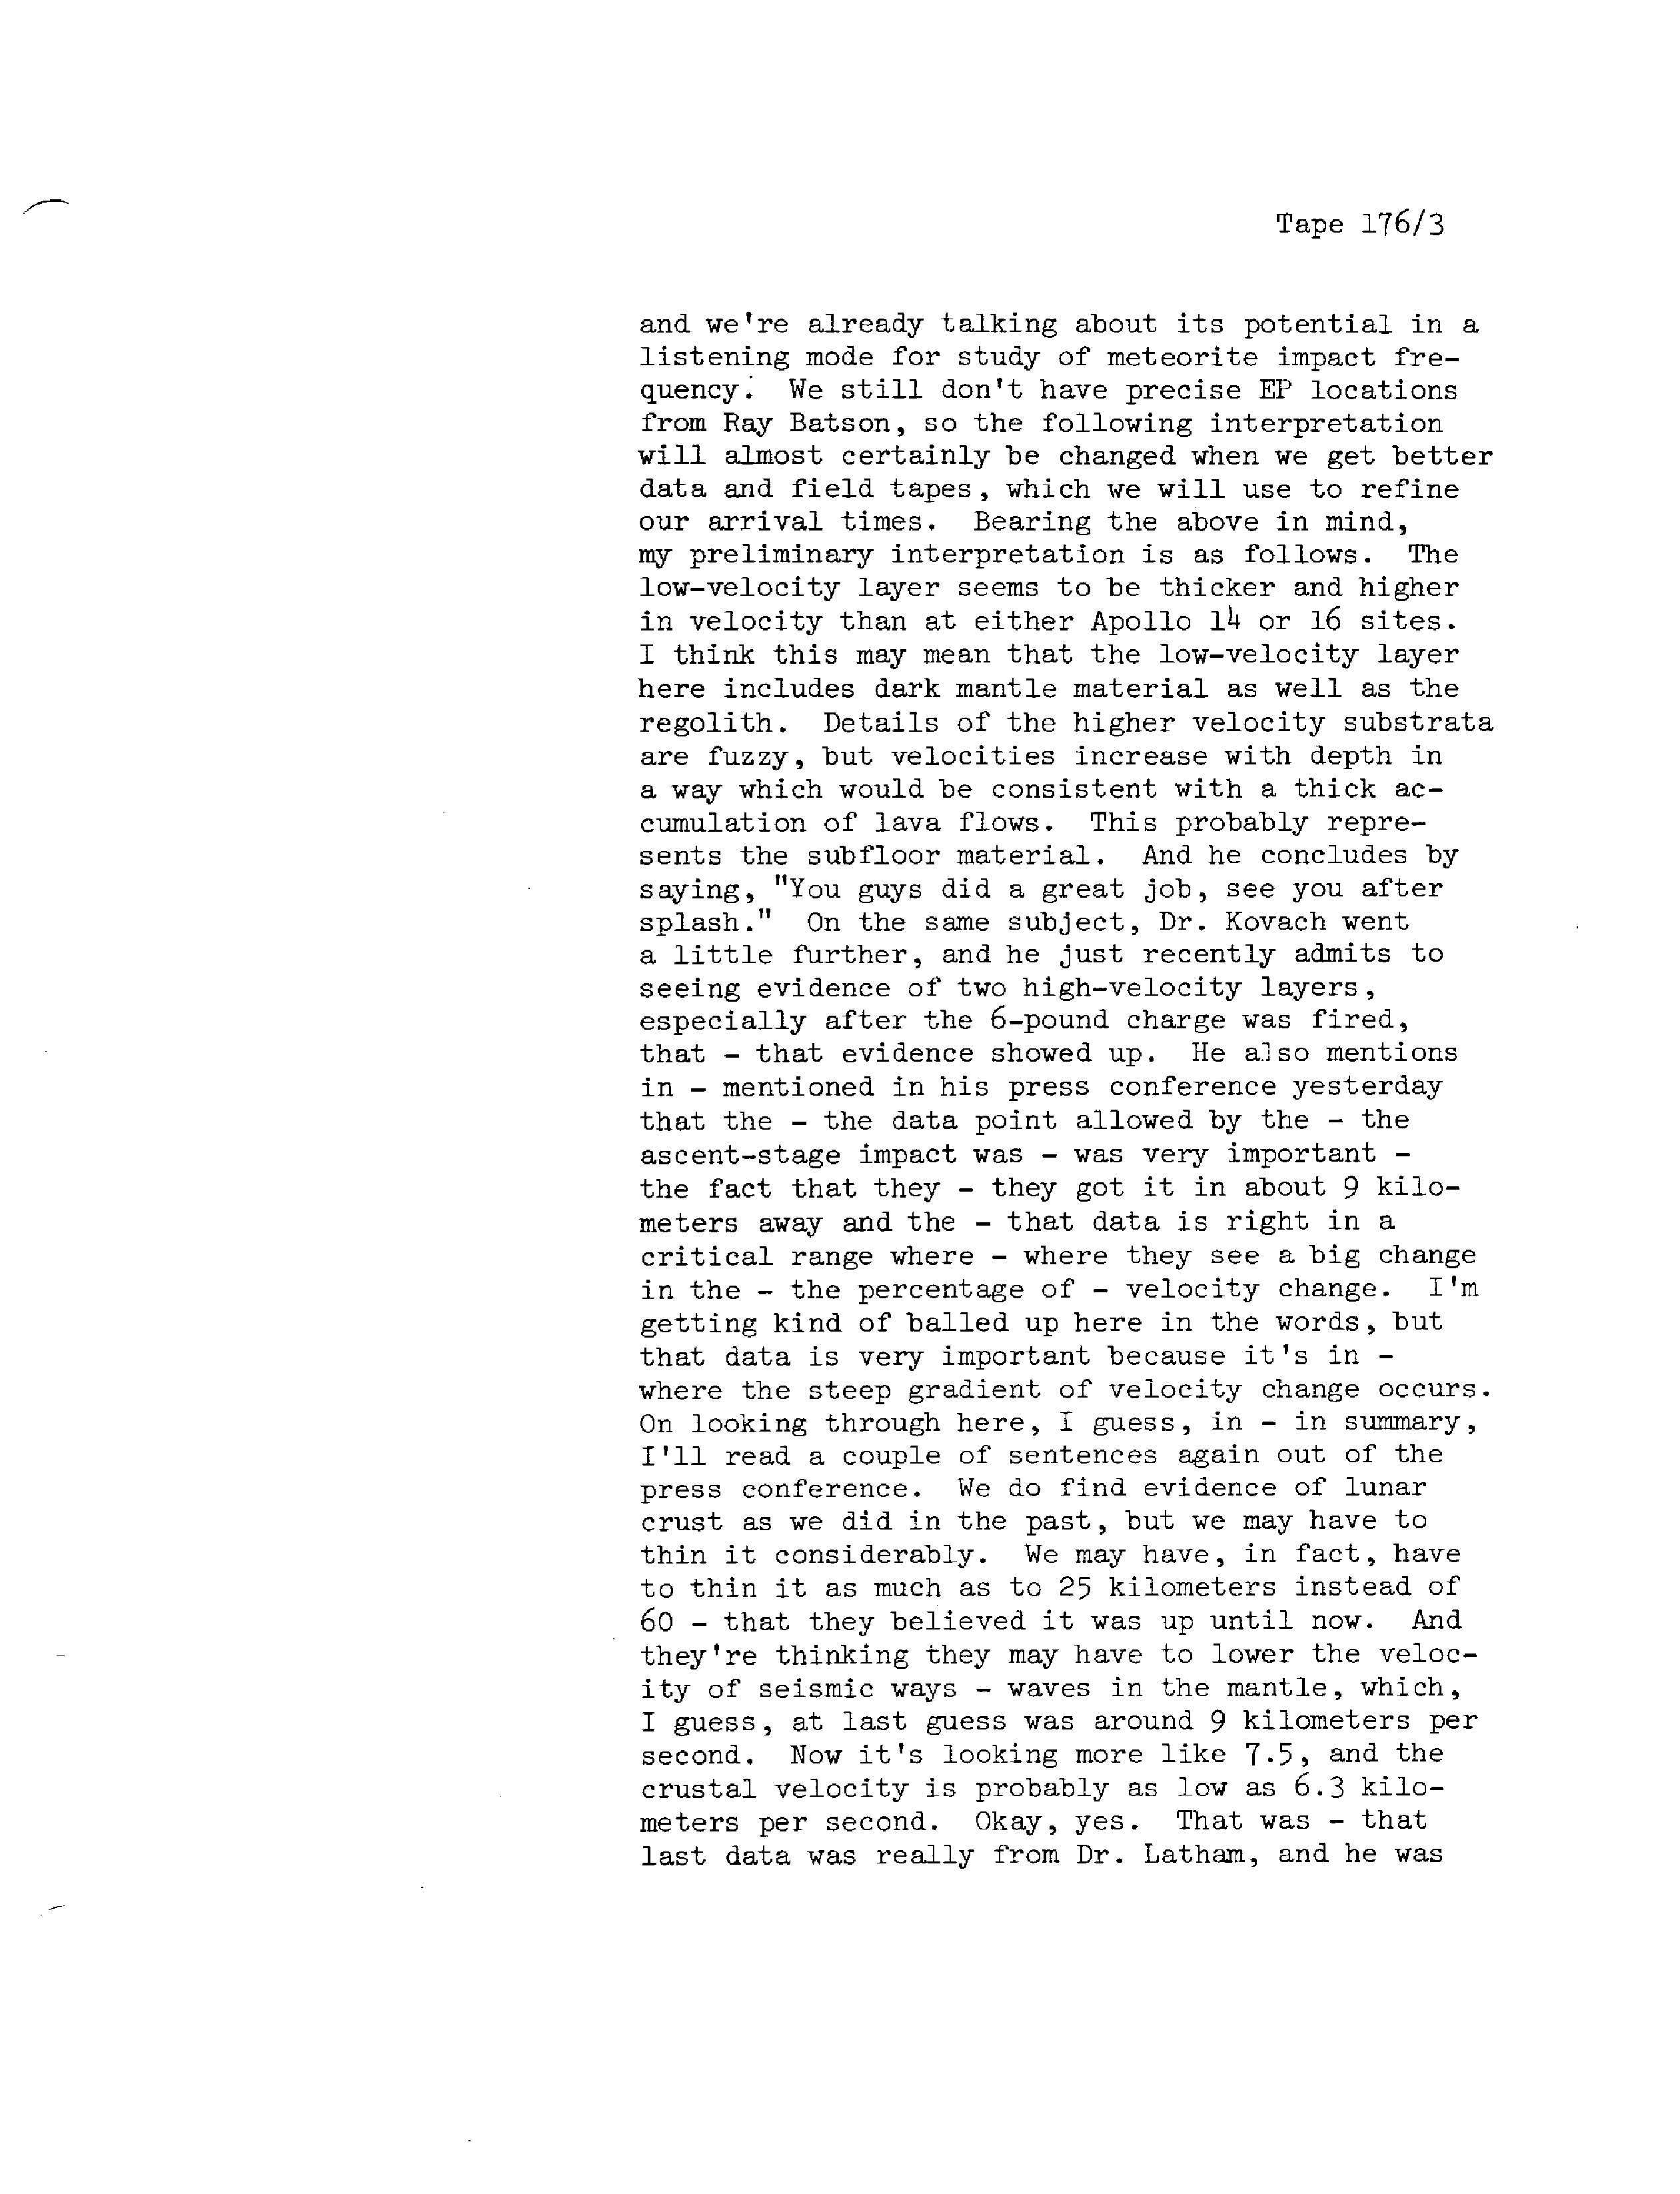 Tape 176/3
and we're already talking about its potential in a
listening mode for study of meteorite impact fre-
quency. We still don't have precise EP locations
from Ray Batson, so the following interpretation
will almost certainly be changed when we get better
data and field tapes, which we will use to refine
our arrival times. Bearing the above in mind,
my preliminary interpretation is as follows. The
low-velocity layer seems to be thicker and higher
in velocity than at either Apollo 14 or 16 sites.
I think this may mean that the low-velocity layer
here includes dark mantle material as well as the
regolith. Details of the higher velocity substrata
are fuzzy, but velocities increase with depth in
a way which would be consistent with a thick ac-
cumulation of lava flows. This probably repre-
sents the subfloor material. And he concludes by
saying, "You guys did a great job, see you after
splash." On the same subject, Dr. Kovach went
a little further, and he just recently admits to
seeing evidence of two high-velocity layers,
especially after the 6-pound charge was fired,
that - that evidence showed up. He also mentions
in - mentioned in his press conference yesterday
that the - the data point allowed by the - the
ascent-stage impact was - was very important -
the fact that they - they got it in about 9 kilo-
meters away and the - that data is right in a
critical range where - where they see a big change
in the - the percentage of - velocity change. I'm
getting kind of balled up here in the words, but
that data is very important because it's in -
where the steep gradient of velocity change occurs.
On looking through here, I guess, in - in summary,
I'll read a couple of sentences again out of the
press conference. We do find evidence of lunar
crust as we did in the past, but we may have to
thin it considerably. We may have, in fact, have
to thin it as much as to 25 kilometers instead of
60 - that they believed it was up until now. And
they're thinking they may have to lower the veloc-
ity of seismic ways - waves in the mantle, which,
I guess, at last guess was around 9 kilometers per
second. Now it's looking more like 7.5, and the
crustal velocity is probably as low as 6.3 kilo-
meters per second. Okay, yes. That was - that
last data was really from Dr. Latham, and he was